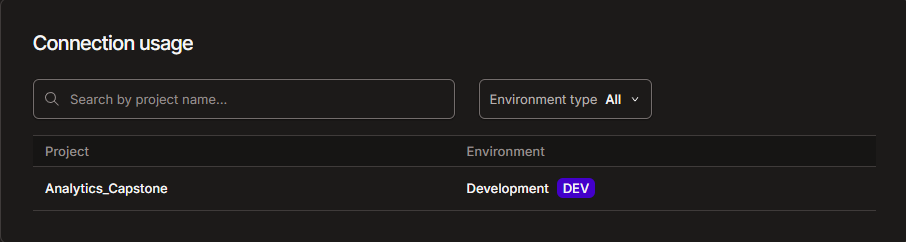 Connection usage
Search by project name...
Environment type All
Project Environment
Analytics_Capstone Development DEV